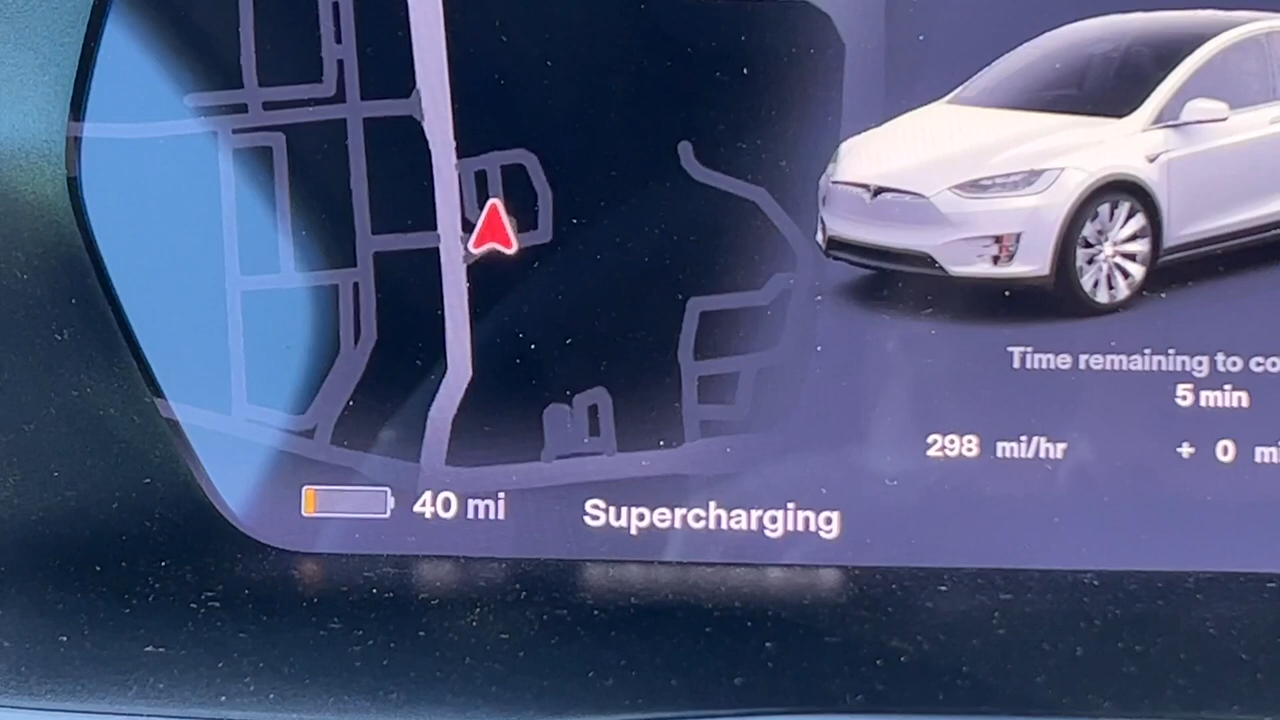 Time remaining to co
5 min
298 mi/hr + 0 mi
40 mi Supercharging